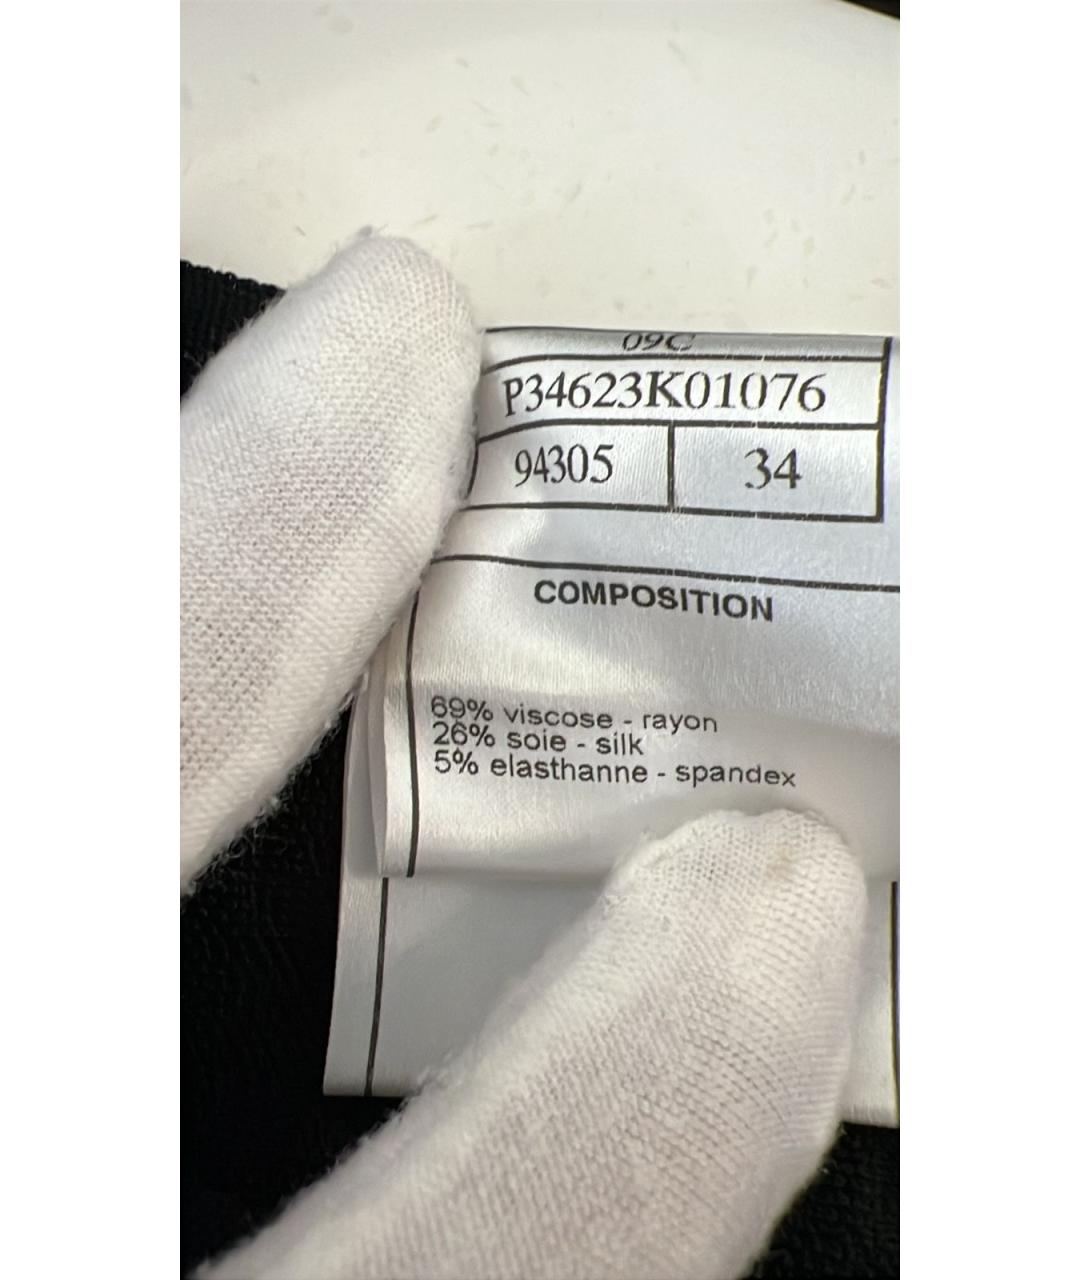 09C
P34623K01076
94305 34
COMPOSITION
69% viscose - rayon
26% soie - silk
5% elasthanne - spandex